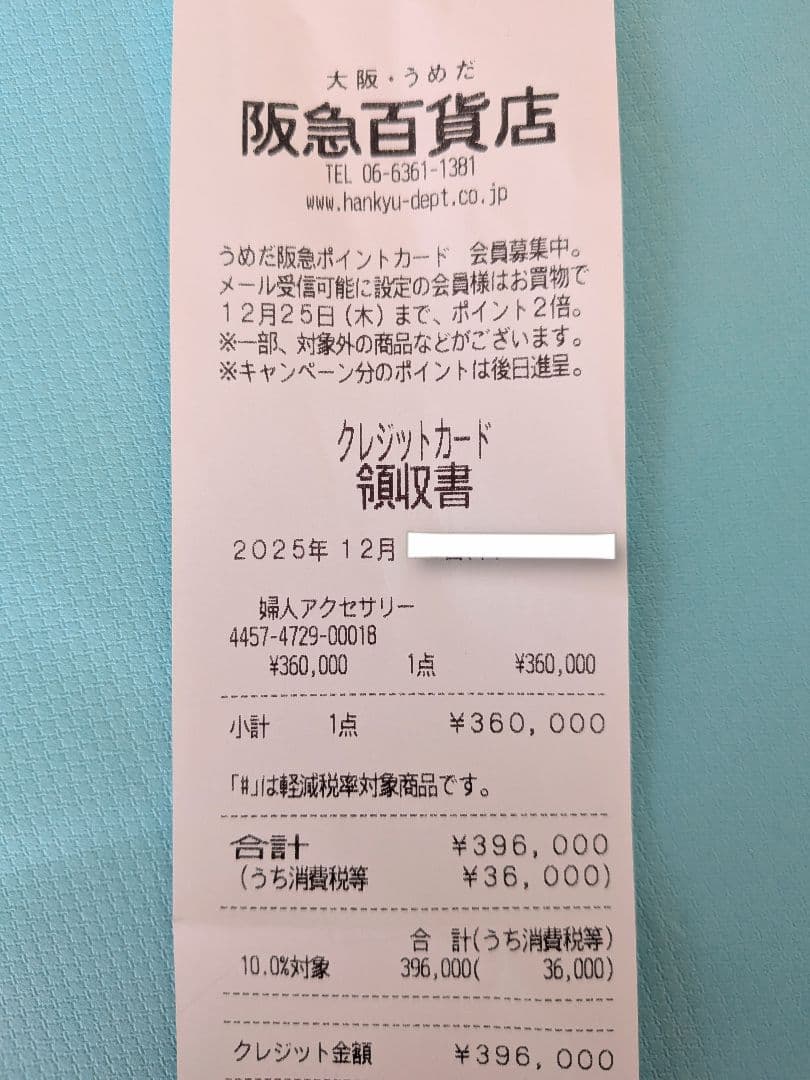 大阪・うめだ
阪急百貨店
TEL 06-6361-1381
www.hankyu-dept.co.jp
うめだ阪急ポイントカード 会員募集中。
メール受信可能に設定の会員様はお買物で
12月25日(木)まで、ポイント2倍。
※一部、対象外の商品などがございます。
※キャンペーン分のポイントは後日進呈。
クレジットカード
領収書
2025年 12月
婦人アクセサリー
4457-4729-00018
¥360,000 1点 ¥360,000
小計 1点 ¥360,000
「#」は軽減税率対象商品です。
合計 ¥396,000
(うち消費税等 ¥36,000)
合 計(うち消費税等)
10.0%対象 396,000( 36,000)
クレジット金額 ¥396,000